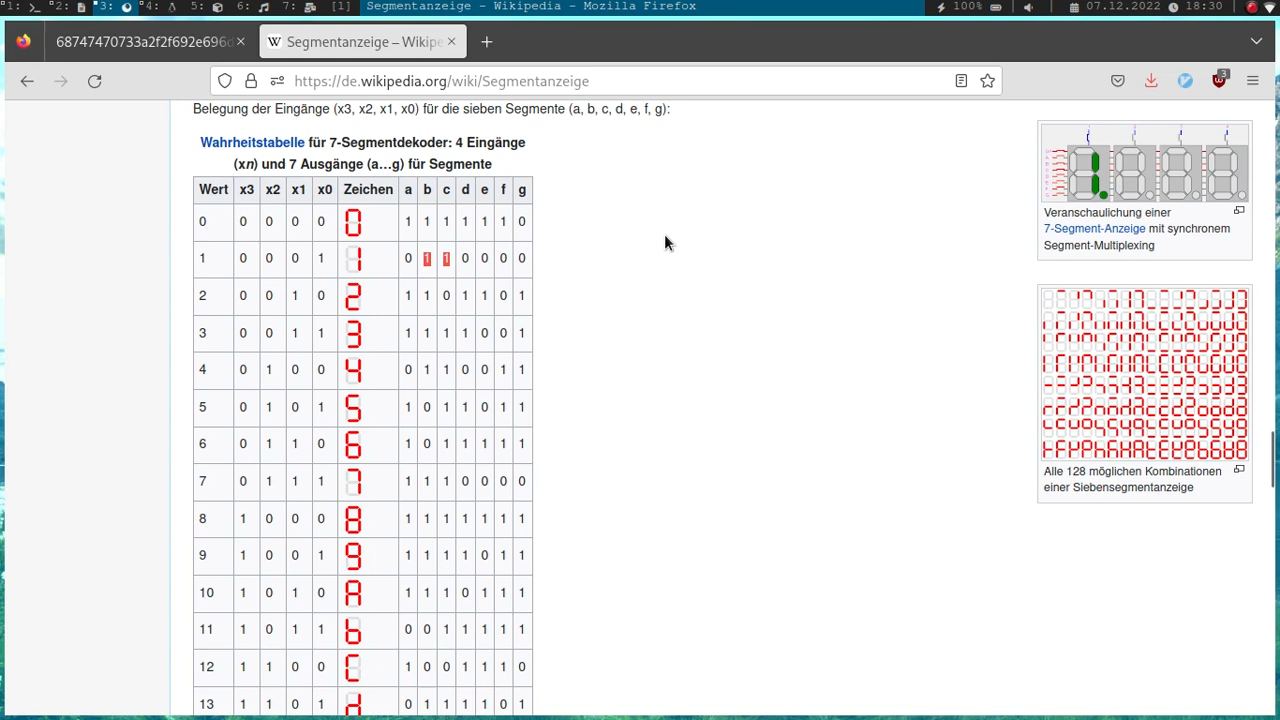 1: 2: 3: 4: 5: 6: 7: [1] Segmentanzeige - Wikipedia - Mozilla Firefox 100% 07.12.2022 18:30
68747470733a2f2f692e696d Segmentanzeige – Wikipe
https://de.wikipedia.org/wiki/Segmentanzeige 3
Belegung der Eingänge (x3, x2, x1, x0) für die sieben Segmente (a, b, c, d, e, f, g):
Wahrheitstabelle für 7-Segmentdekoder: 4 Eingänge
(xn) und 7 Ausgänge (a…g) für Segmente
Wert x3 x2 x1 x0 Zeichen a b c d e f g
0 0 0 0 0 0 1 1 1 1 1 1 0
1 0 0 0 1 1 0 1 1 0 0 0 0
2 0 0 1 0 2 1 1 0 1 1 0 1
3 0 0 1 1 3 1 1 1 1 0 0 1
4 0 1 0 0 4 0 1 1 0 0 1 1
5 0 1 0 1 5 1 0 1 1 0 1 1
6 0 1 1 0 6 1 0 1 1 1 1 1
7 0 1 1 1 7 1 1 1 0 0 0 0
8 1 0 0 0 8 1 1 1 1 1 1 1
9 1 0 0 1 9 1 1 1 1 0 1 1
10 1 0 1 0 A 1 1 1 0 1 1 1
11 1 0 1 1 b 0 0 1 1 1 1 1
12 1 1 0 0 C 1 0 0 1 1 1 0
13 1 1 0 1 d 0 1 1 1 1 0 1
1.
Veranschaulichung einer
7-Segment-Anzeige mit synchronem
Segment-Multiplexing
Alle 128 möglichen Kombinationen
einer Siebensegmentanzeige